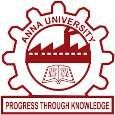 ANNA UNIVERSITY
PROGRESS THROUGH KNOWLEDGE